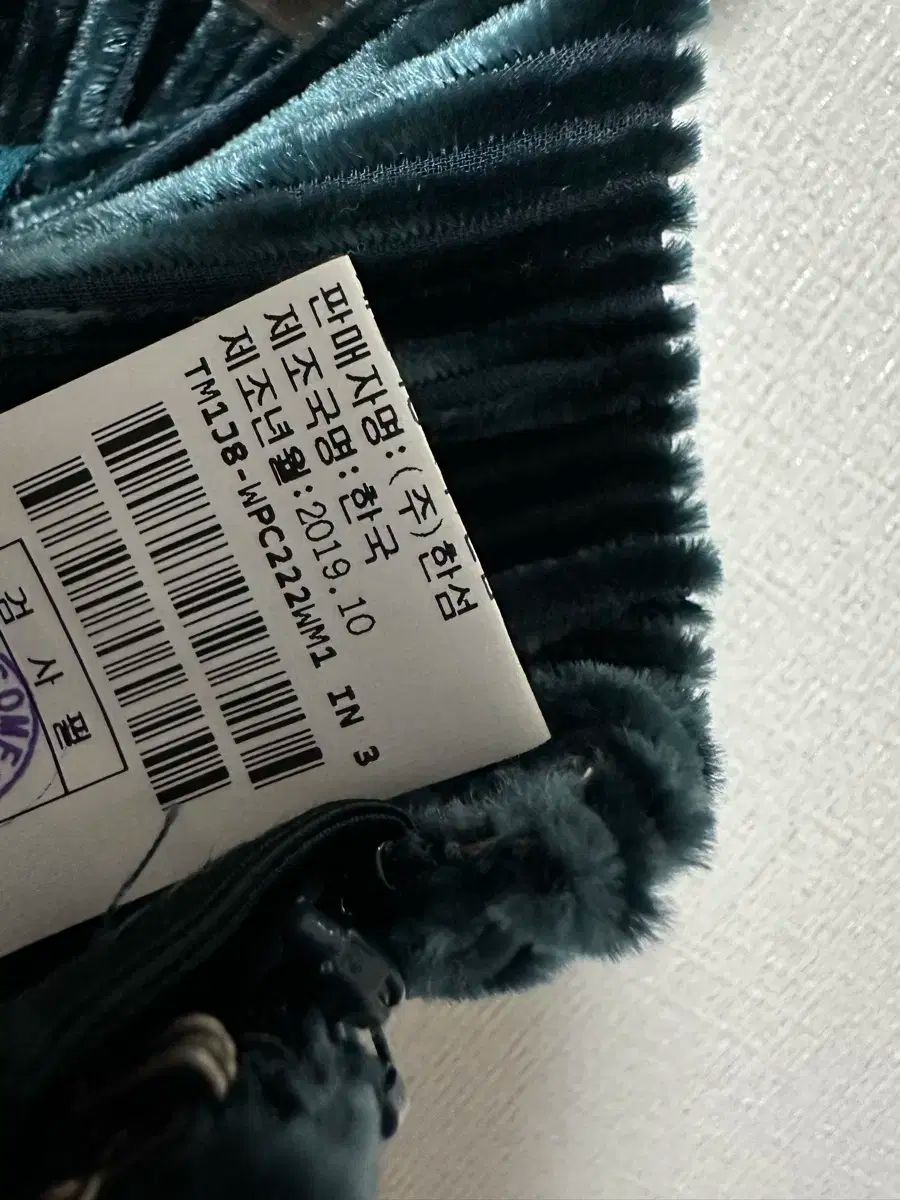 판매자명:(주)한섬
제조국명:한국
제조년월:2019.10
TM1J8-WPC222WM1 IN 3
검 사 필